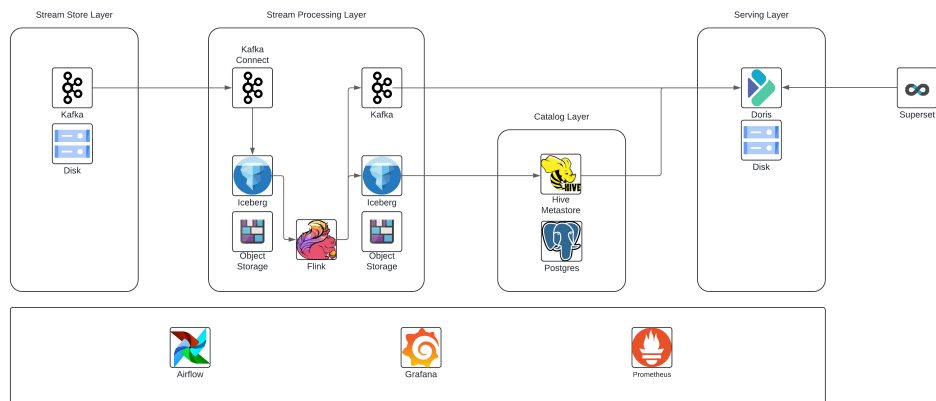 Stream Store Layer
Stream Processing Layer
Serving Layer
Kafka
Connect
Kafka
Kafka
Doris
Superset
Disk
Catalog Layer
Disk
Iceberg
Iceberg
HIVE
Hive
Metastore
Object
Storage
Flink
Object
Storage
Postgres
Airflow
Grafana
Prometheus